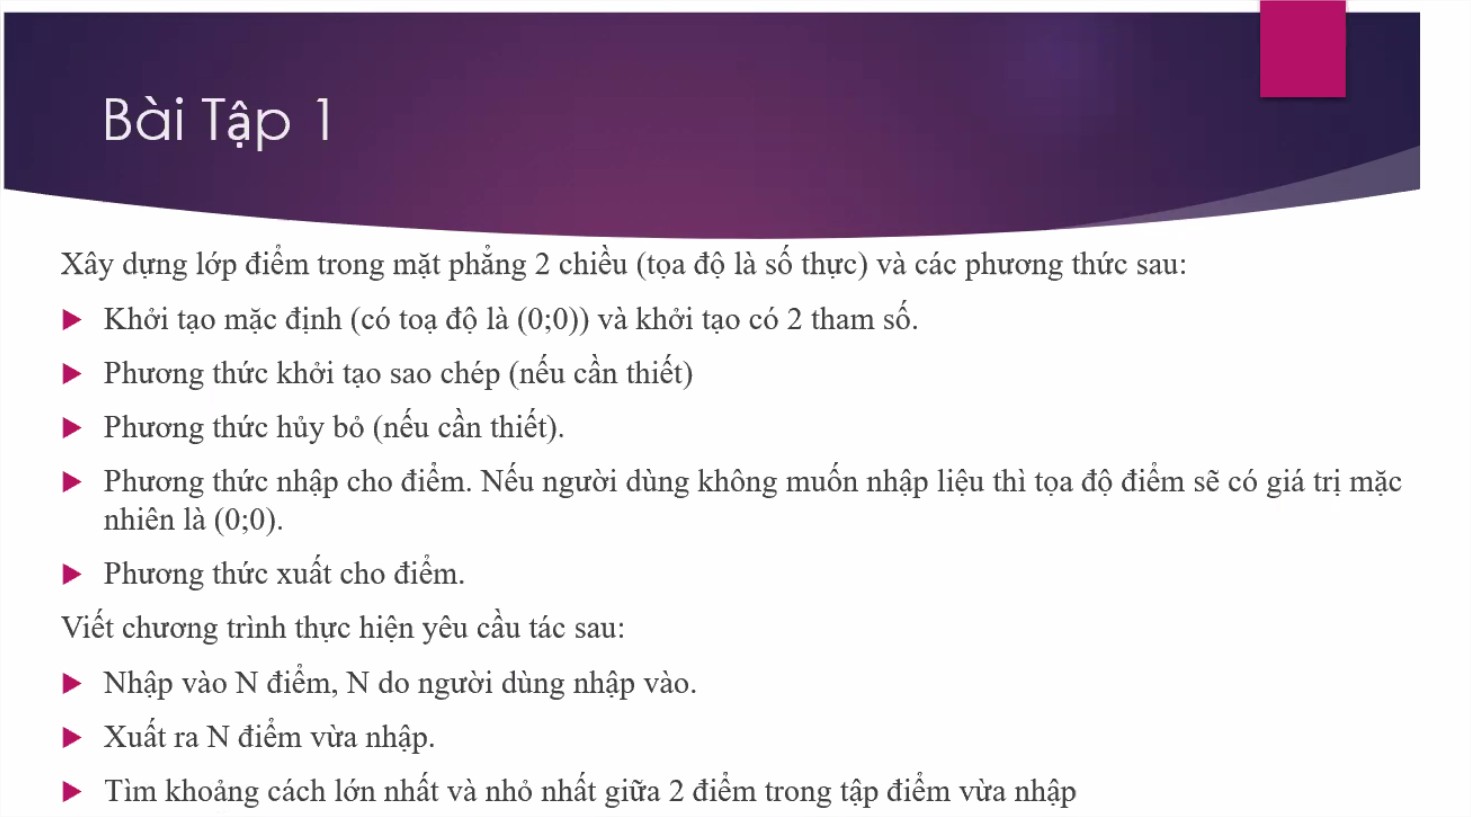 Bài Tập 1
Xây dựng lớp điểm trong mặt phẳng 2 chiều (tọa độ là số thực) và các phương thức sau:
Khởi tạo mặc định (có toạ độ là (0;0)) và khởi tạo có 2 tham số.
Phương thức khởi tạo sao chép (nếu cần thiết)
Phương thức hủy bỏ (nếu cần thiết).
Phương thức nhập cho điểm. Nếu người dùng không muốn nhập liệu thì tọa độ điểm sẽ có giá trị mặc
nhiên là (0;0).
Phương thức xuất cho điểm.
Viết chương trình thực hiện yêu cầu tác sau:
Nhập vào N điểm, N do người dùng nhập vào.
Xuất ra N điểm vừa nhập.
Tìm khoảng cách lớn nhất và nhỏ nhất giữa 2 điểm trong tập điểm vừa nhập